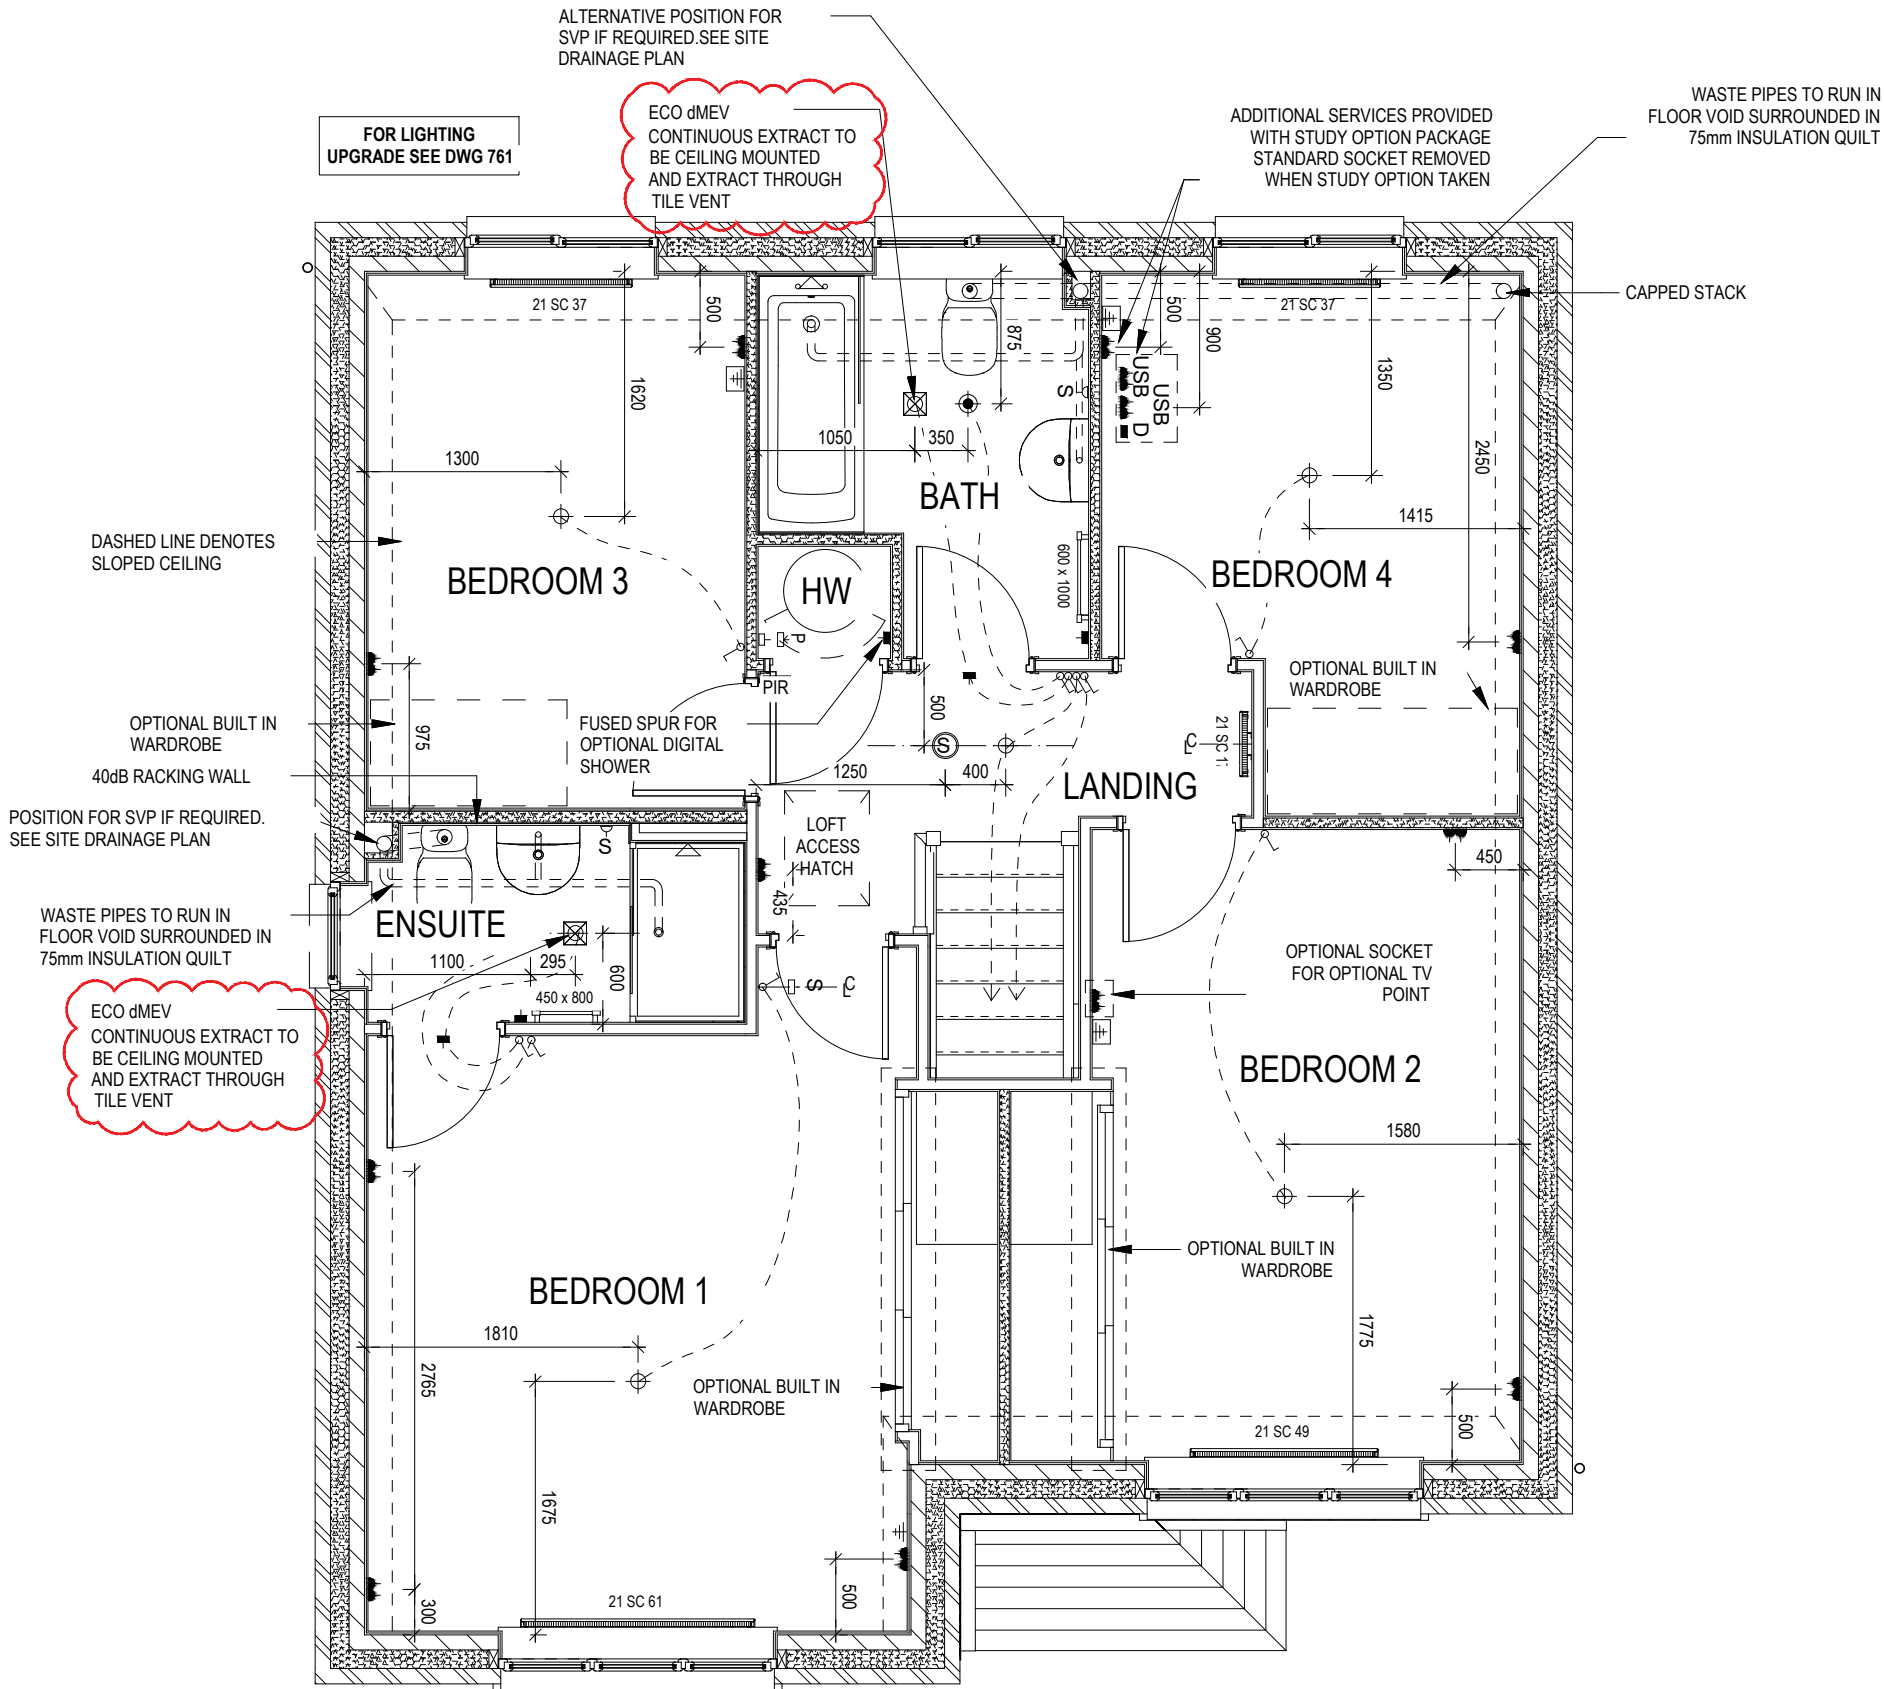 ALTERNATIVE POSITION FOR
SVP IF REQUIRED.SEE SITE
DRAINAGE PLAN
ECO dMEV
CONTINUOUS EXTRACT TO
BE CEILING MOUNTED
AND EXTRACT THROUGH
TILE VENT
FOR LIGHTING
UPGRADE SEE DWG 761
ADDITIONAL SERVICES PROVIDED
WITH STUDY OPTION PACKAGE
STANDARD SOCKET REMOVED
WHEN STUDY OPTION TAKEN
WASTE PIPES TO RUN IN
FLOOR VOID SURROUNDED IN
75mm INSULATION QUILT
CAPPED STACK
21 SC 37
500
1620
1300
875
S
1050
350
BATH
600 x 1000
500
900
USB
USB
D
21 SC 37
1350
2450
1415
DASHED LINE DENOTES
SLOPED CEILING
BEDROOM 3
HW
P
BEDROOM 4
OPTIONAL BUILT IN
WARDROBE
PIR
OPTIONAL BUILT IN
WARDROBE
975
FUSED SPUR FOR
OPTIONAL DIGITAL
SHOWER
500
S
1250
400
C
L
21 SC 1
LANDING
40dB RACKING WALL
POSITION FOR SVP IF REQUIRED.
SEE SITE DRAINAGE PLAN
S
LOFT
ACCESS
HATCH
435
450
WASTE PIPES TO RUN IN
FLOOR VOID SURROUNDED IN
75mm INSULATION QUILT
ENSUITE
1100
295
600
450 x 800
S
C
L
OPTIONAL SOCKET
FOR OPTIONAL TV
POINT
ECO dMEV
CONTINUOUS EXTRACT TO
BE CEILING MOUNTED
AND EXTRACT THROUGH
TILE VENT
BEDROOM 2
1580
OPTIONAL BUILT IN
WARDROBE
BEDROOM 1
1810
1775
2765
OPTIONAL BUILT IN
WARDROBE
21 SC 49
500
1675
300
21 SC 61
500